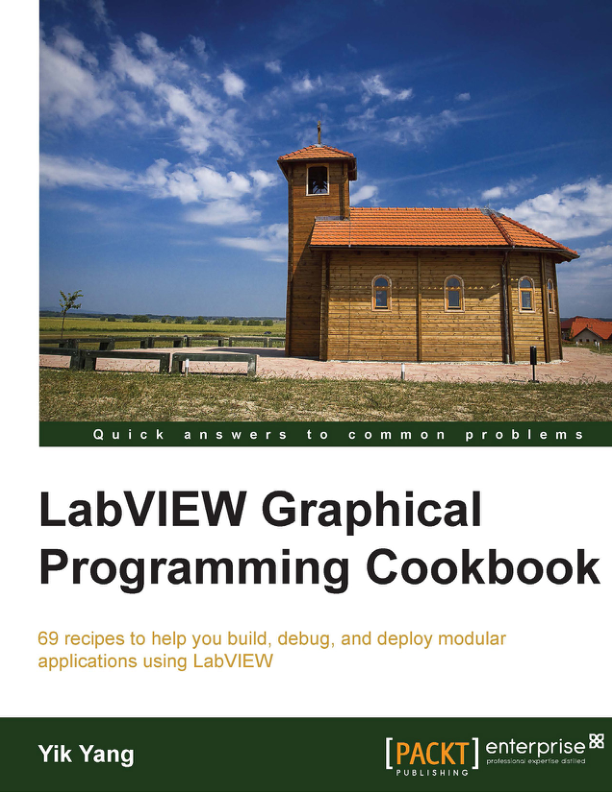 Quick answers to common problems
LabVIEW Graphical
Programming Cookbook
69 recipes to help you build, debug, and deploy modular
applications using LabVIEW
Yik Yang
[PACKT] enterprise
PUBLISHING professional expertise distilled